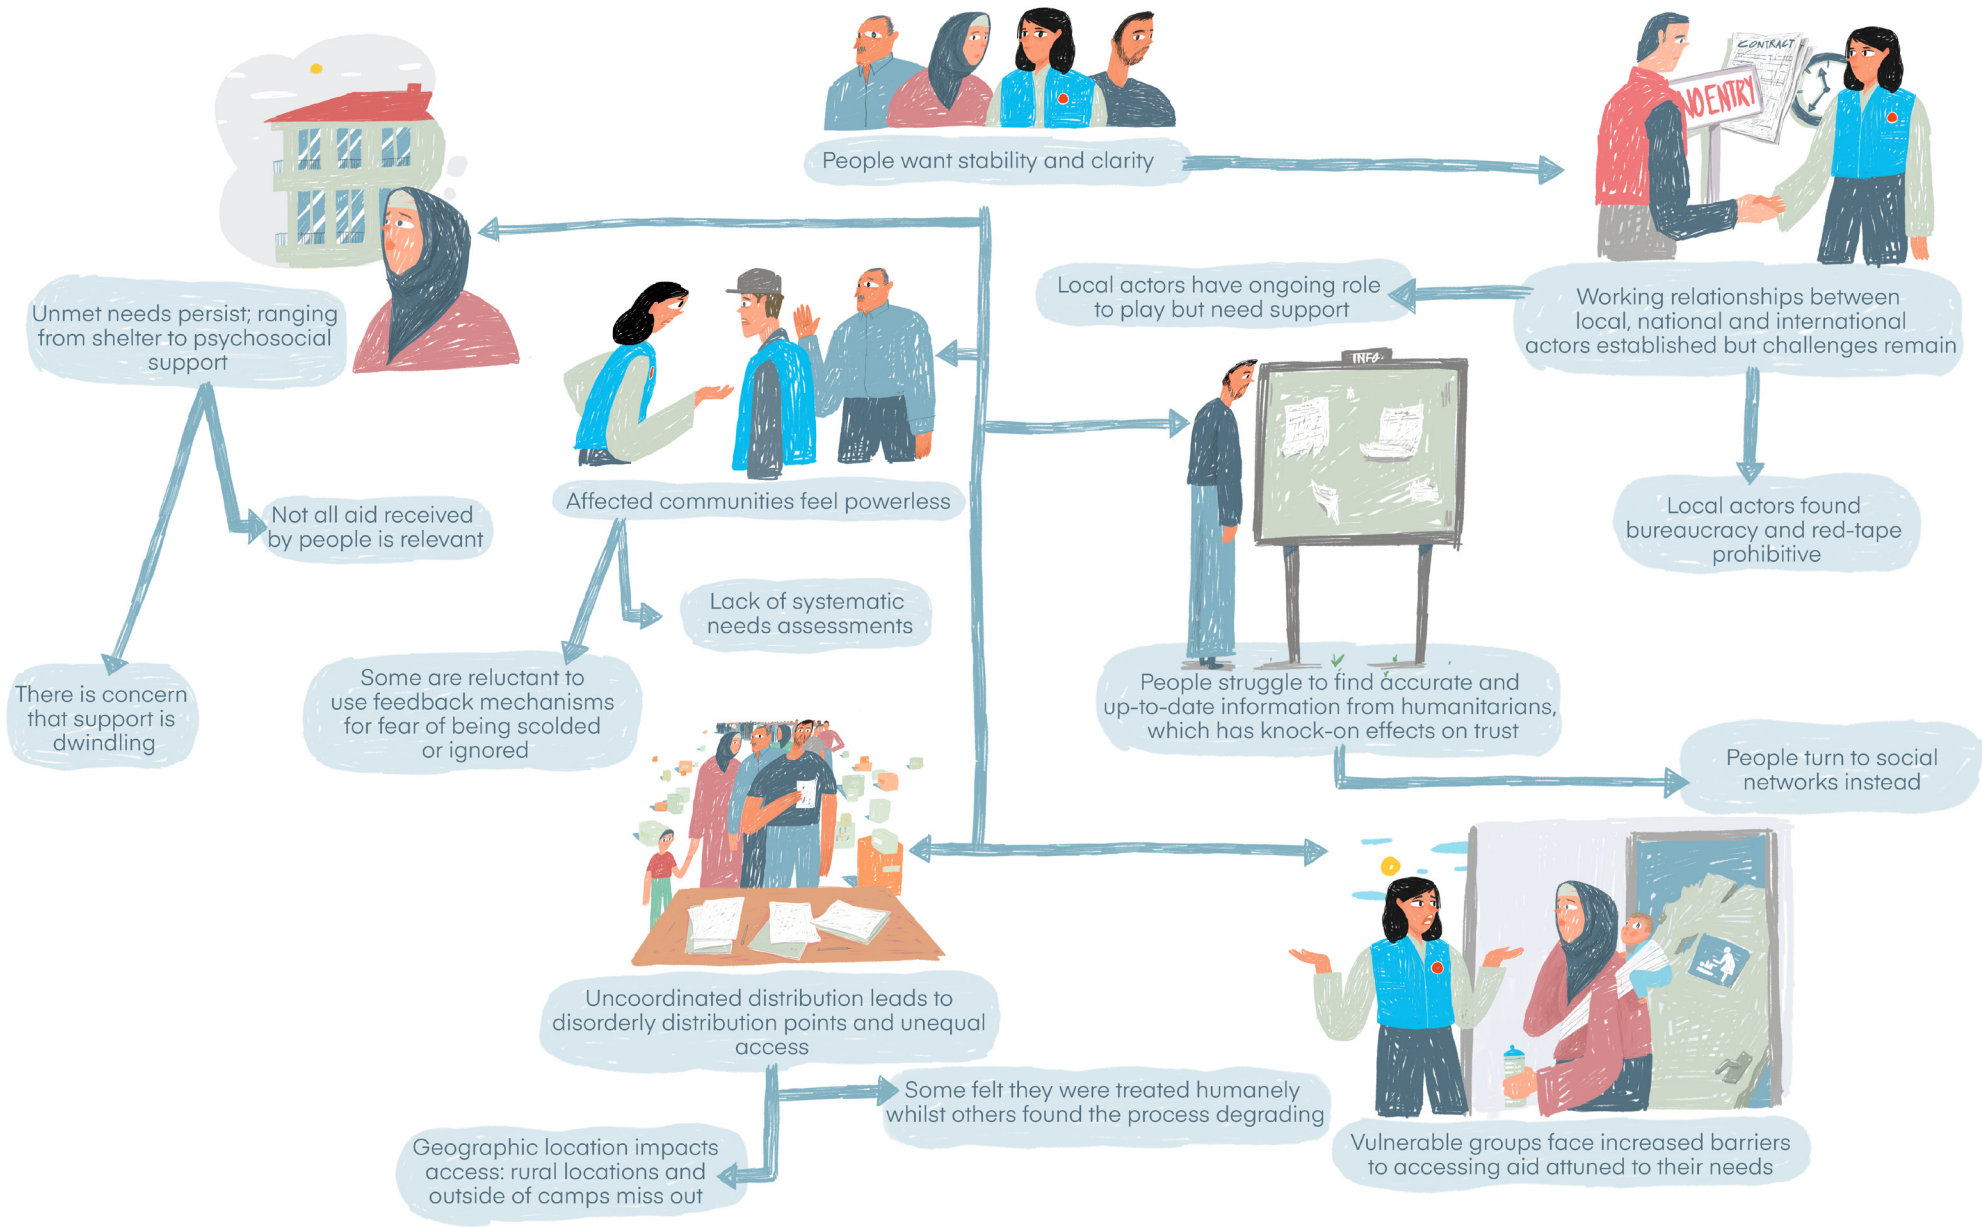 People want stability and clarity
CONTRACT
NO ENTRY
Unmet needs persist; ranging
from shelter to psychosocial
support
Local actors have ongoing role
to play but need support
Working relationships between
local, national and international
actors established but challenges remain
INFO
Not all aid received
by people is relevant
Affected communities feel powerless
Local actors found
bureaucracy and red-tape
prohibitive
Lack of systematic
needs assessments
There is concern
that support is
dwindling
Some are reluctant to
use feedback mechanisms
for fear of being scolded
or ignored
People struggle to find accurate and
up-to-date information from humanitarians,
which has knock-on effects on trust
People turn to social
networks instead
Uncoordinated distribution leads to
disorderly distribution points and unequal
access
Some felt they were treated humanely
whilst others found the process degrading
Geographic location impacts
access: rural locations and
outside of camps miss out
Vulnerable groups face increased barriers
to accessing aid attuned to their needs